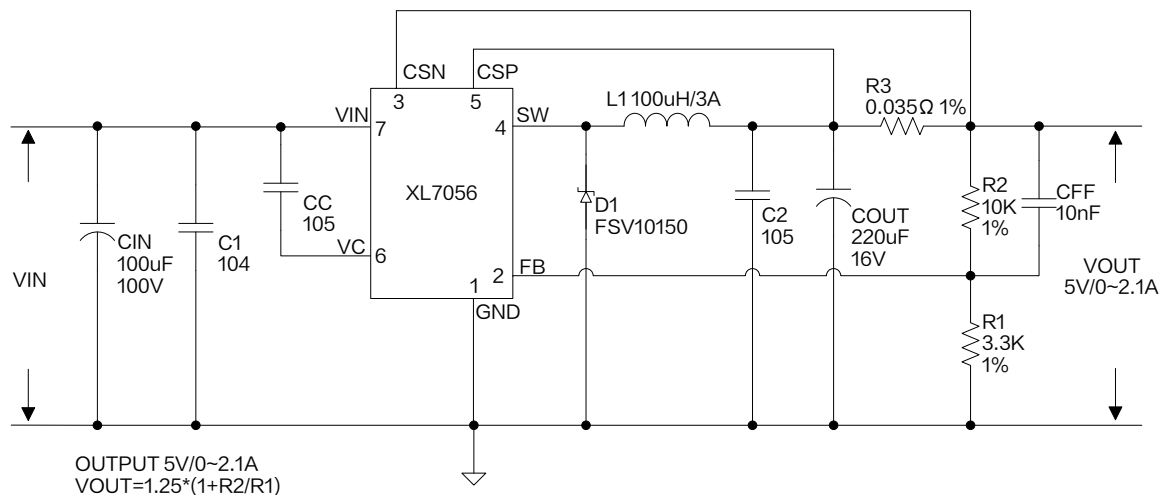 CSN
CSP
3
5
R3
0.035Ω 1%
L1 100uH/3A
VIN
SW
7
4
XL7056
CC
105
R2
10K
1%
CFF
10nF
D1
FSV10150
CIN
100uF
100V
C1
104
C2
105
COUT
220uF
16V
VC
6
FB
2
VIN
VOUT
5V/0~2.1A
1
GND
R1
3.3K
1%
OUTPUT 5V/0~2.1A
VOUT=1.25*(1+R2/R1)